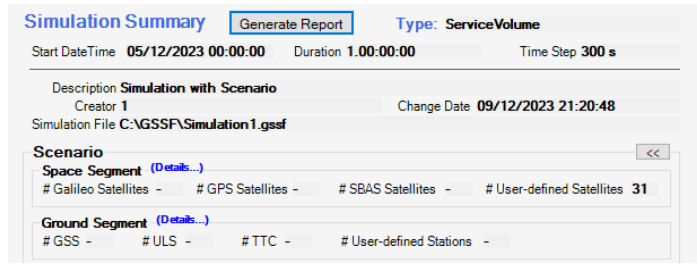 Simulation Summary Generate Report Type: ServiceVolume
Start DateTime 05/12/2023 00:00:00 Duration 1.00:00:00 Time Step 300 s
Description Simulation with Scenario
Creator 1 Change Date 09/12/2023 21:20:48
Simulation File C:\GSSF\Simulation1.gssf
Scenario <<
Space Segment (Details...)
# Galileo Satellites - # GPS Satellites - # SBAS Satellites - # User-defined Satellites 31
Ground Segment (Details...)
# GSS - # ULS - # TTC - # User-defined Stations -